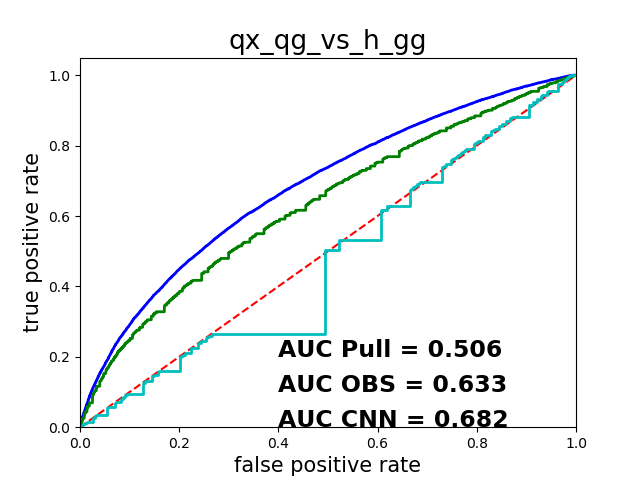 qx_qg_vs_h_gg
true positive rate
1.0
0.8
0.6
0.4
0.2
0.0
AUC Pull = 0.506
AUC OBS = 0.633
AUC CNN = 0.682
0.0 0.2 0.4 0.6 0.8 1.0
false positive rate